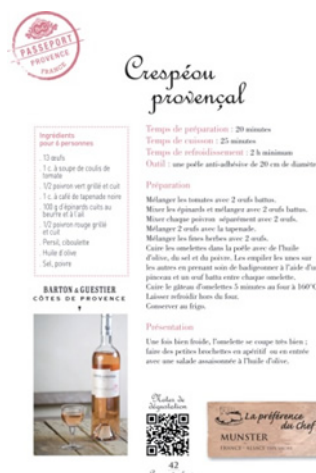 PASSEPORT
PROVENCE
FRANCE
Crespéou
provençal
Ingrédients
pour 6 personnes
13 œufs
1 c. à soupe de coulis de
tomate
1/2 poivron vert grillé et cuit
1 c. à café de tapenade noire
100 g d'épinards cuits au
beurre et à l'ail
1/2 poivron rouge grillé
et cuit
Persil, ciboulette
Huile d'olive
Sel, poivre
BARTON & GUESTIER
CÔTES DE PROVENCE
Temps de préparation : 20 minutes
Temps de cuisson : 25 minutes
Temps de refroidissement : 2 h minimum
Outil : une poêle anti-adhésive de 20 cm de diamètre
Préparation
Mélanger les tomates avec 2 œufs battus.
Mixer les épinards et mélanger avec 2 œufs battus.
Mixer chaque poivron séparément avec 2 œufs.
Mélanger 2 œufs avec la tapenade.
Mélanger les fines herbes avec 2 œufs.
Cuire les omelettes dans la poêle avec de l'huile
d'olive, du sel et du poivre. Les empiler les unes sur
les autres en prenant soin de badigeonner à l'aide d'un
pinceau et un œuf battu entre chaque omelette.
Cuire le gâteau d'omelettes 5 minutes au four à 160°C
Laisser refroidir hors du four.
Conserver au frigo.
Présentation
Une fois bien froide, l'omelette se coupe très bien ;
faire des petites brochettes en apéritif ou en entrée
avec une salade assaisonnée à l'huile d'olive.
Notes de
dégustation
La préférence
du Chef
MUNSTER
42